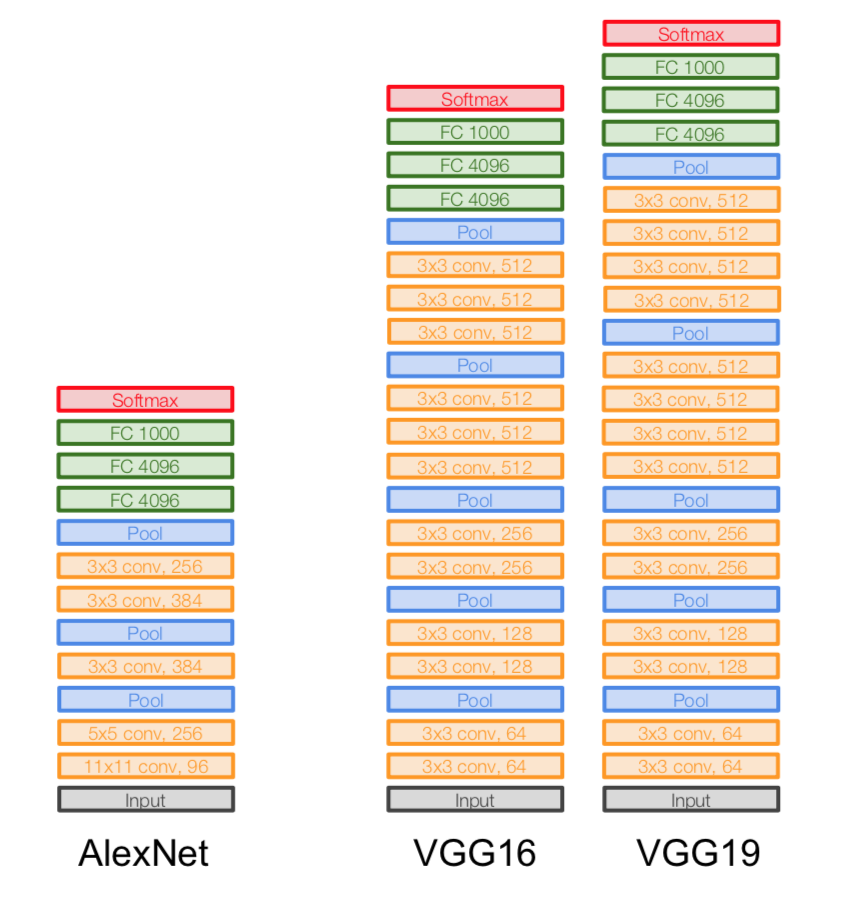 Softmax
FC 1000
FC 4096
FC 4096
Pool
3x3 conv, 256
3x3 conv, 384
Pool
3x3 conv, 384
Pool
5x5 conv, 256
11x11 conv, 96
Input
AlexNet
Softmax
FC 1000
FC 4096
FC 4096
Pool
3x3 conv, 512
3x3 conv, 512
3x3 conv, 512
Pool
3x3 conv, 512
3x3 conv, 512
3x3 conv, 512
Pool
3x3 conv, 256
3x3 conv, 256
Pool
3x3 conv, 128
3x3 conv, 128
Pool
3x3 conv, 64
3x3 conv, 64
Input
VGG16
Softmax
FC 1000
FC 4096
FC 4096
Pool
3x3 conv, 512
3x3 conv, 512
3x3 conv, 512
3x3 conv, 512
Pool
3x3 conv, 512
3x3 conv, 512
3x3 conv, 512
3x3 conv, 512
Pool
3x3 conv, 256
3x3 conv, 256
Pool
3x3 conv, 128
3x3 conv, 128
Pool
3x3 conv, 64
3x3 conv, 64
Input
VGG19